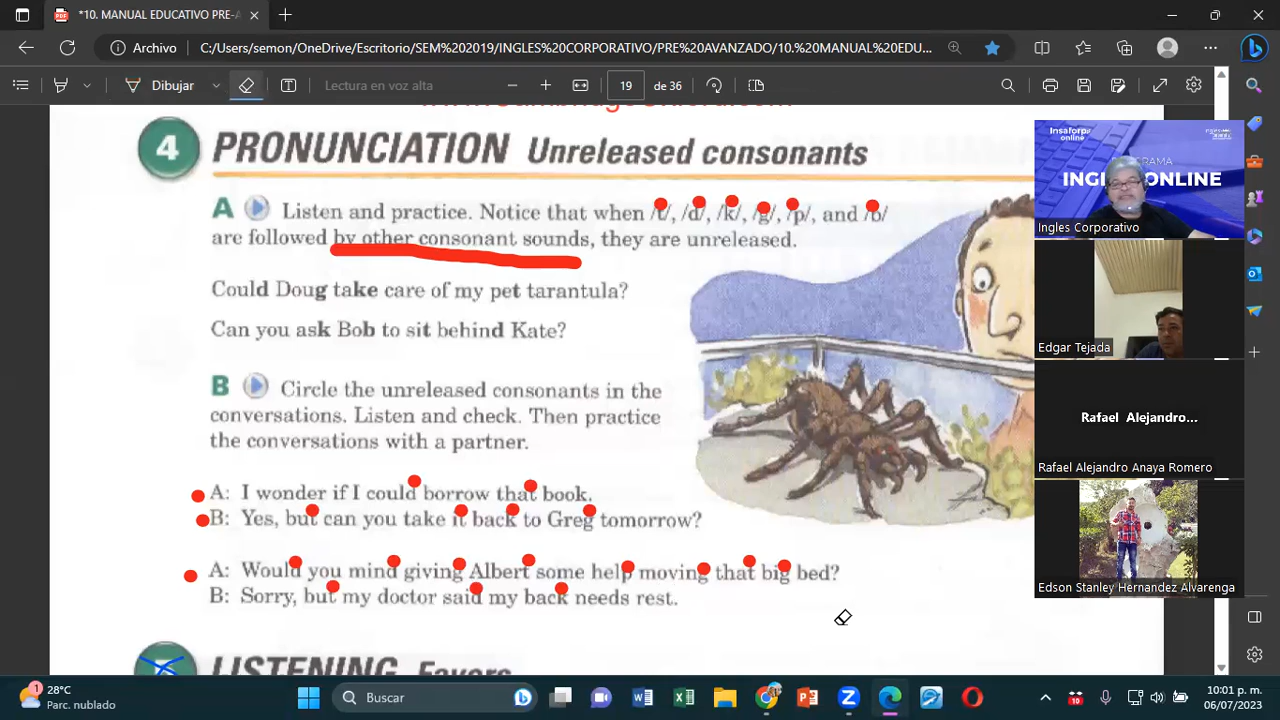 *10. MANUAL EDUCATIVO PRE-A
Archivo
C:/Users/semon/OneDrive/Escritorio/SEM%202019/INGLES%20CORPORATIVO/PRE%20AVANZADO/10.%20MANUAL%20EDU...
Dibujar
Lectura en voz alta
19
de 36
4 PRONUNCIATION Unreleased consonants
A Listen and practice. Notice that when /t/, /d/, /k/, /g/, /p/, and /b/
are followed by other consonant sounds, they are unreleased.
Could Doug take care of my pet tarantula?
Can you ask Bob to sit behind Kate?
B Circle the unreleased consonants in the
conversations. Listen and check. Then practice
the conversations with a partner.
A: I wonder if I could borrow that book.
B: Yes, but can you take it back to Greg tomorrow?
A: Would you mind giving Albert some help moving that big bed?
B: Sorry, but my doctor said my back needs rest.
LISTENING Favors
Insaforp
online
INGL
ONLINE
Ingles Corporativo
Edgar Tejada
Rafael Alejandro...
Rafael Alejandro Anaya Romero
Edson Stanley Hernandez Alvarenga
1
28°C
Parc. nublado
Buscar
10
10:01 p. m.
06/07/2023